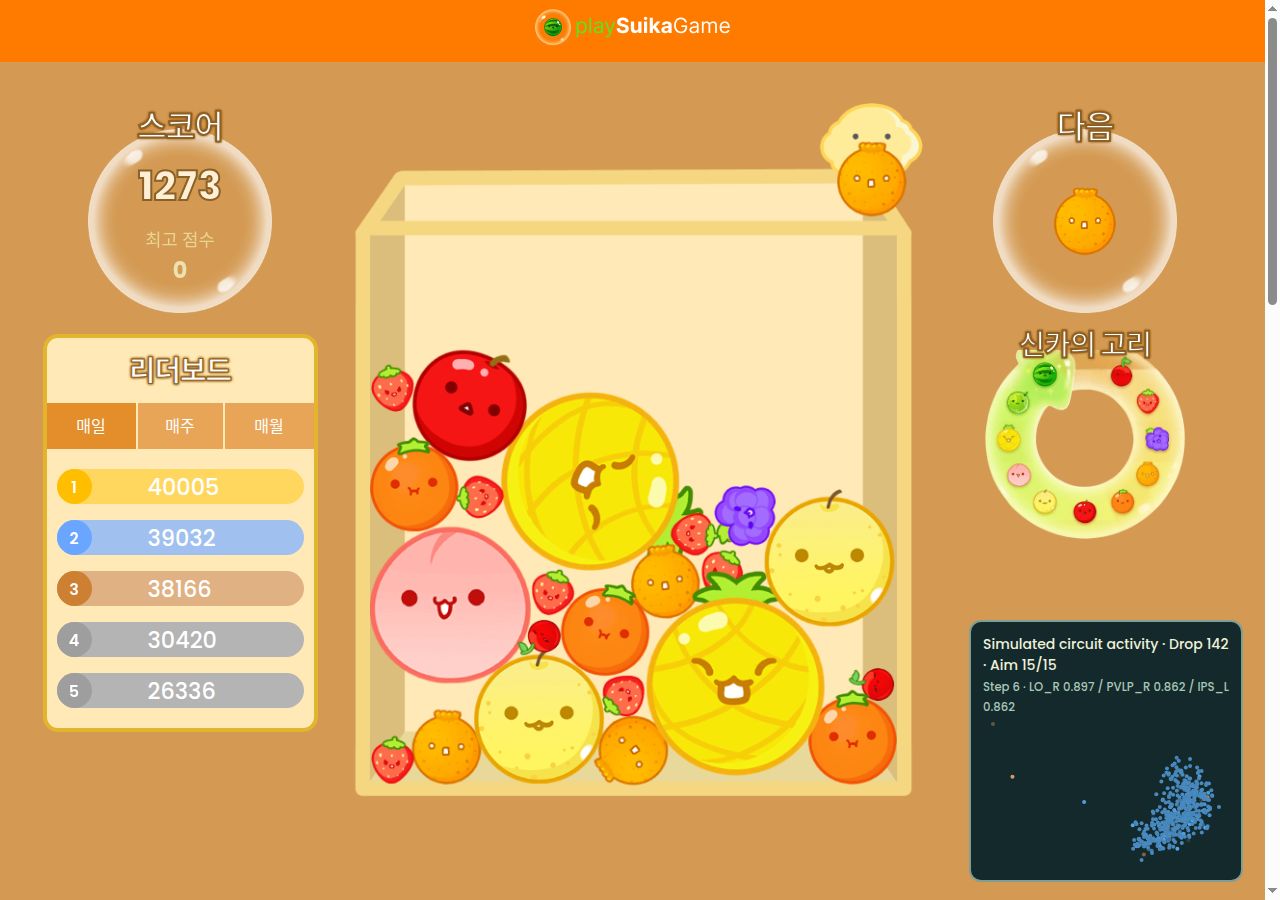 playSuikaGame
스코어
1273
최고 점수
0
다음
리더보드
매일 매주 매월
1 40005
2 39032
3 38166
4 30420
5 26336
신카의 고리
Simulated circuit activity · Drop 142
· Aim 15/15
Step 6 · LO_R 0.897 / PVLP_R 0.862 / IPS_L
0.862